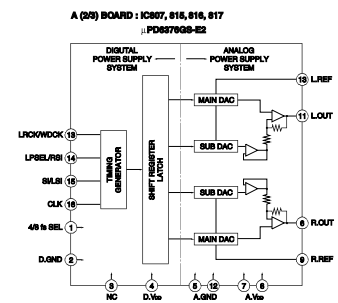 A (2/3) BOARD : IC807, 815, 816, 817
μPD6376GS-E2
DIGUTAL
POWER SUPPLY
SYSTEM
ANALOG
POWER SUPPLY
SYSTEM
13 L.REF
MAIN DAC
11 L.OUT
LRCK/WDCK 13
SUB DAC
LPSEL/RSI 14
TIMING
GENERATOR
SHIFT REGISTER
LATCH
SI/LSI 15
SUB DAC
CLK 16
4/8 fs SEL 1
6 R.OUT
MAIN DAC
D.GND 2
9 R.REF
3 4 5 12 7 8
NC D.VDD A.GND A.VDD